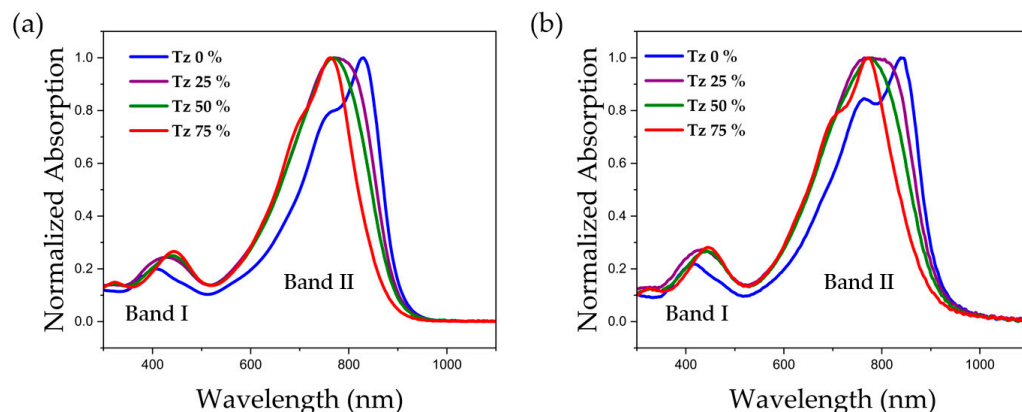 (a)
Normalized Absorption
1.0
0.8
0.6
0.4
0.2
0.0
Tz 0 %
Tz 25 %
Tz 50 %
Tz 75 %
Band I
Band II
400
600
800
1000
Wavelength (nm)
(b)
Normalized Absorption
1.0
0.8
0.6
0.4
0.2
0.0
Tz 0 %
Tz 25 %
Tz 50 %
Tz 75 %
Band I
Band II
400
600
800
1000
Wavelength (nm)